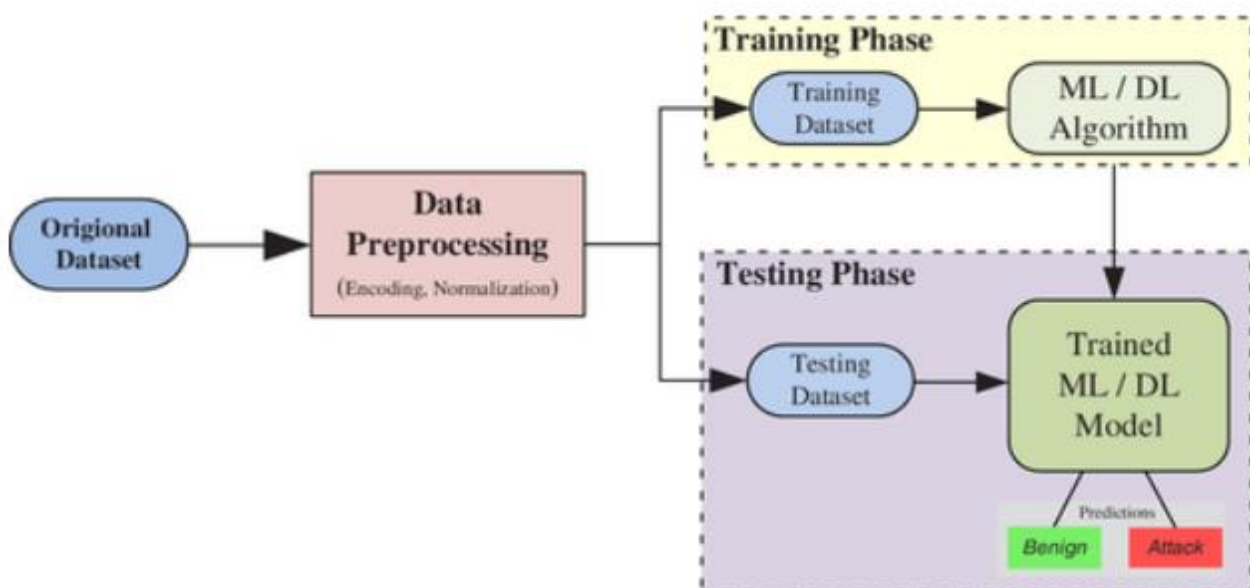 Training Phase
Training
Dataset
ML / DL
Algorithm
Origional
Dataset
Data
Preprocessing
(Encoding, Normalization)
Testing Phase
Testing
Dataset
Trained
ML / DL
Model
Predictions
Benign
Attack